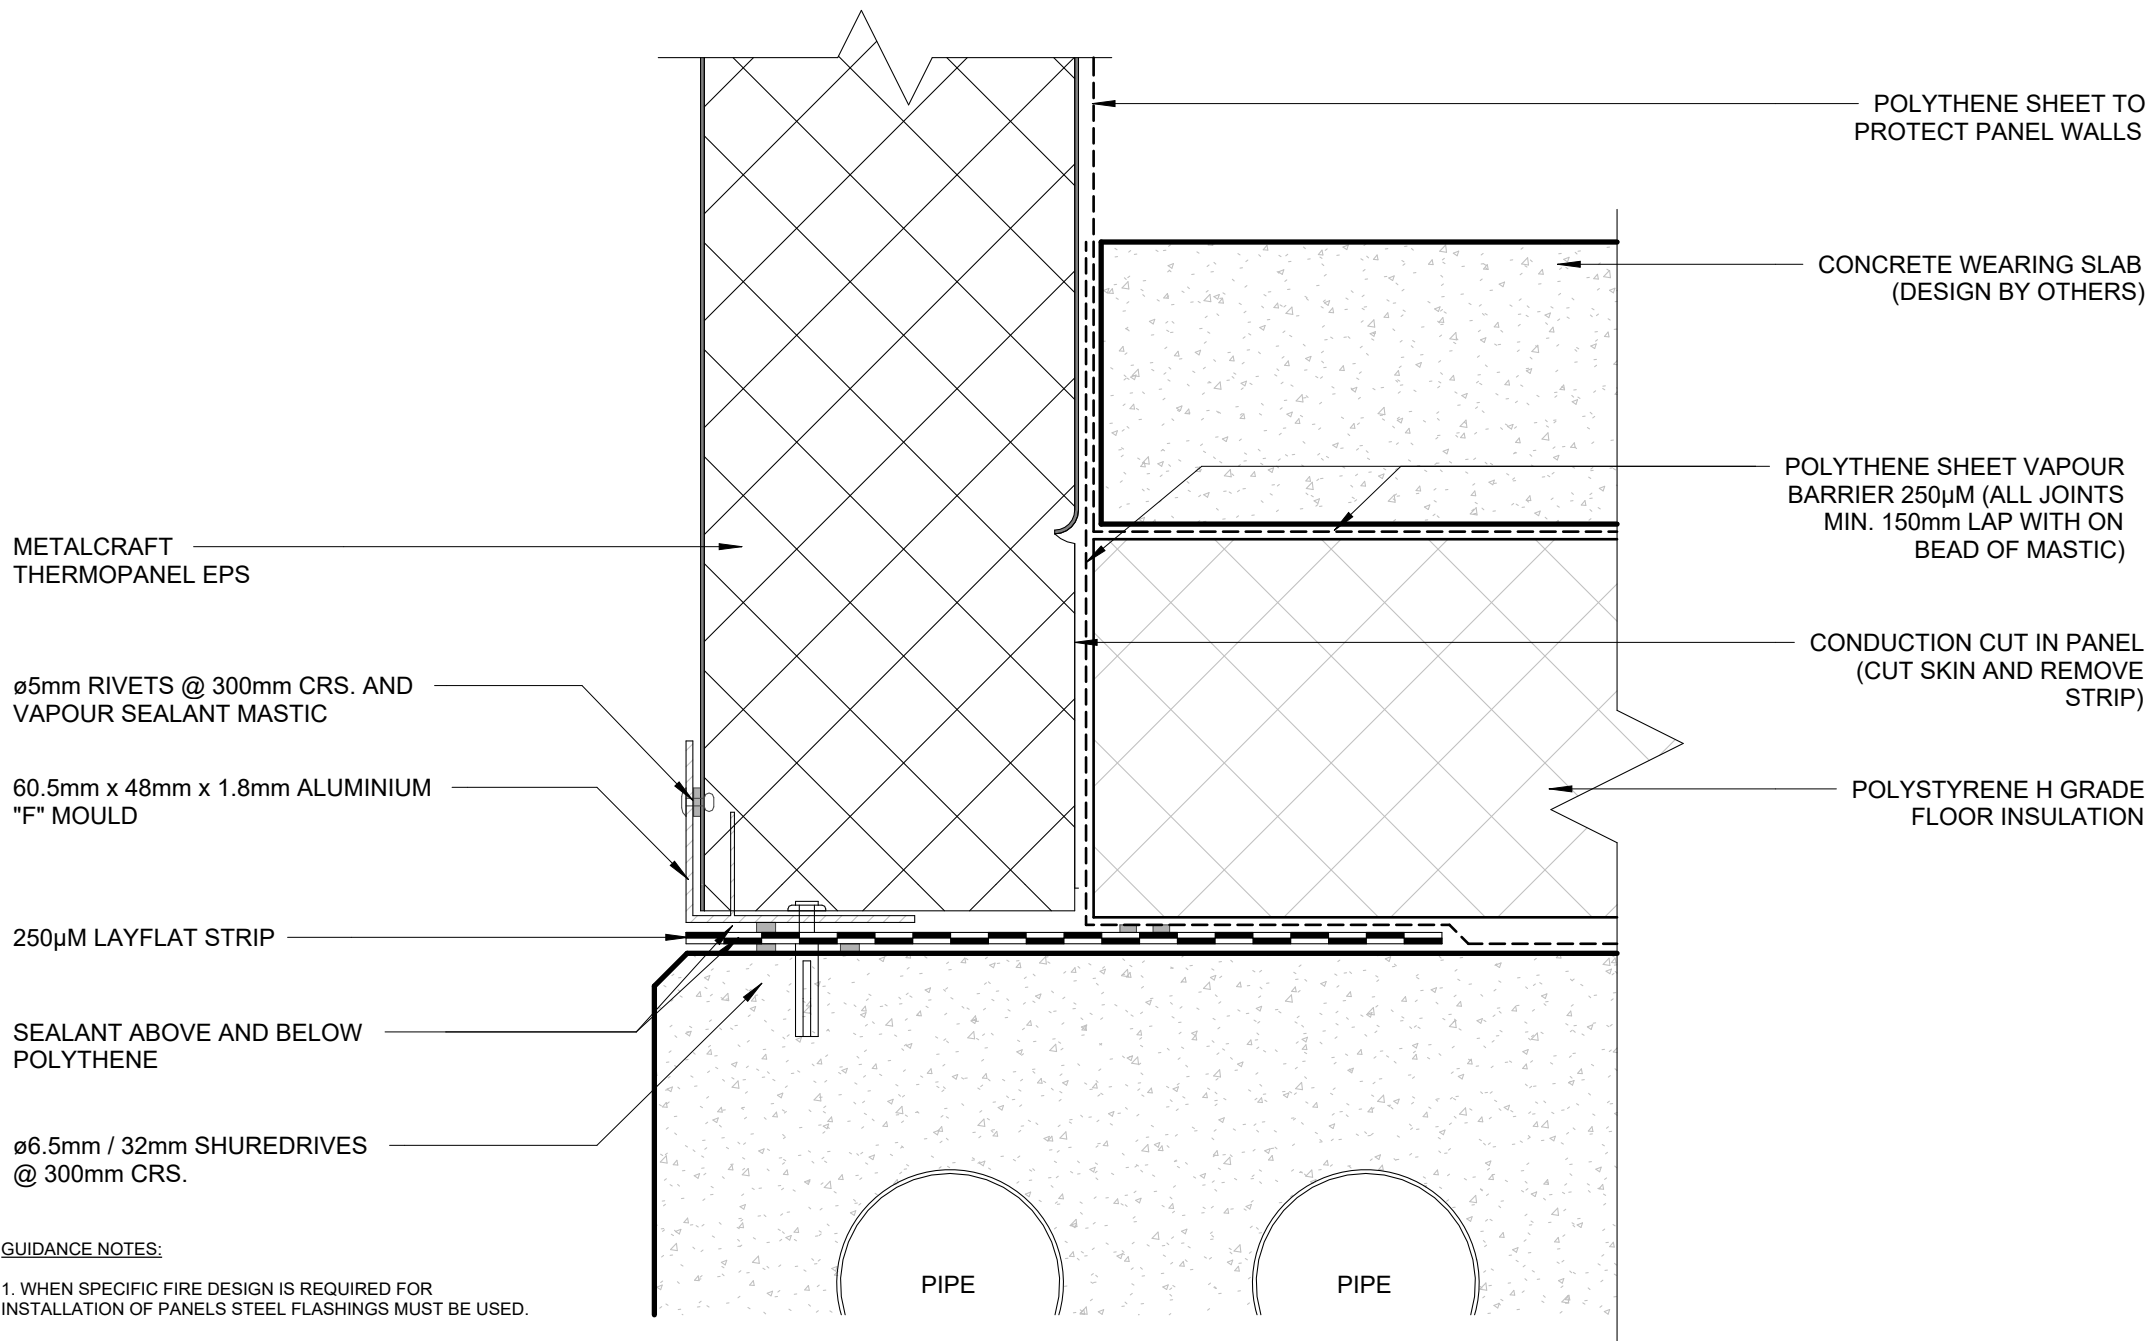 POLYTHENE SHEET TO
PROTECT PANEL WALLS
CONCRETE WEARING SLAB
(DESIGN BY OTHERS)
POLYTHENE SHEET VAPOUR
BARRIER 250µM (ALL JOINTS
MIN. 150mm LAP WITH ON
BEAD OF MASTIC)
CONDUCTION CUT IN PANEL
(CUT SKIN AND REMOVE
STRIP)
POLYSTYRENE H GRADE
FLOOR INSULATION
METALCRAFT
THERMOPANEL EPS
ø5mm RIVETS @ 300mm CRS. AND
VAPOUR SEALANT MASTIC
60.5mm x 48mm x 1.8mm ALUMINIUM
"F" MOULD
250µM LAYFLAT STRIP
SEALANT ABOVE AND BELOW
POLYTHENE
ø6.5mm / 32mm SHUREDRIVES
@ 300mm CRS.
PIPE
PIPE
GUIDANCE NOTES:
1. WHEN SPECIFIC FIRE DESIGN IS REQUIRED FOR
INSTALLATION OF PANELS STEEL FLASHINGS MUST BE USED.